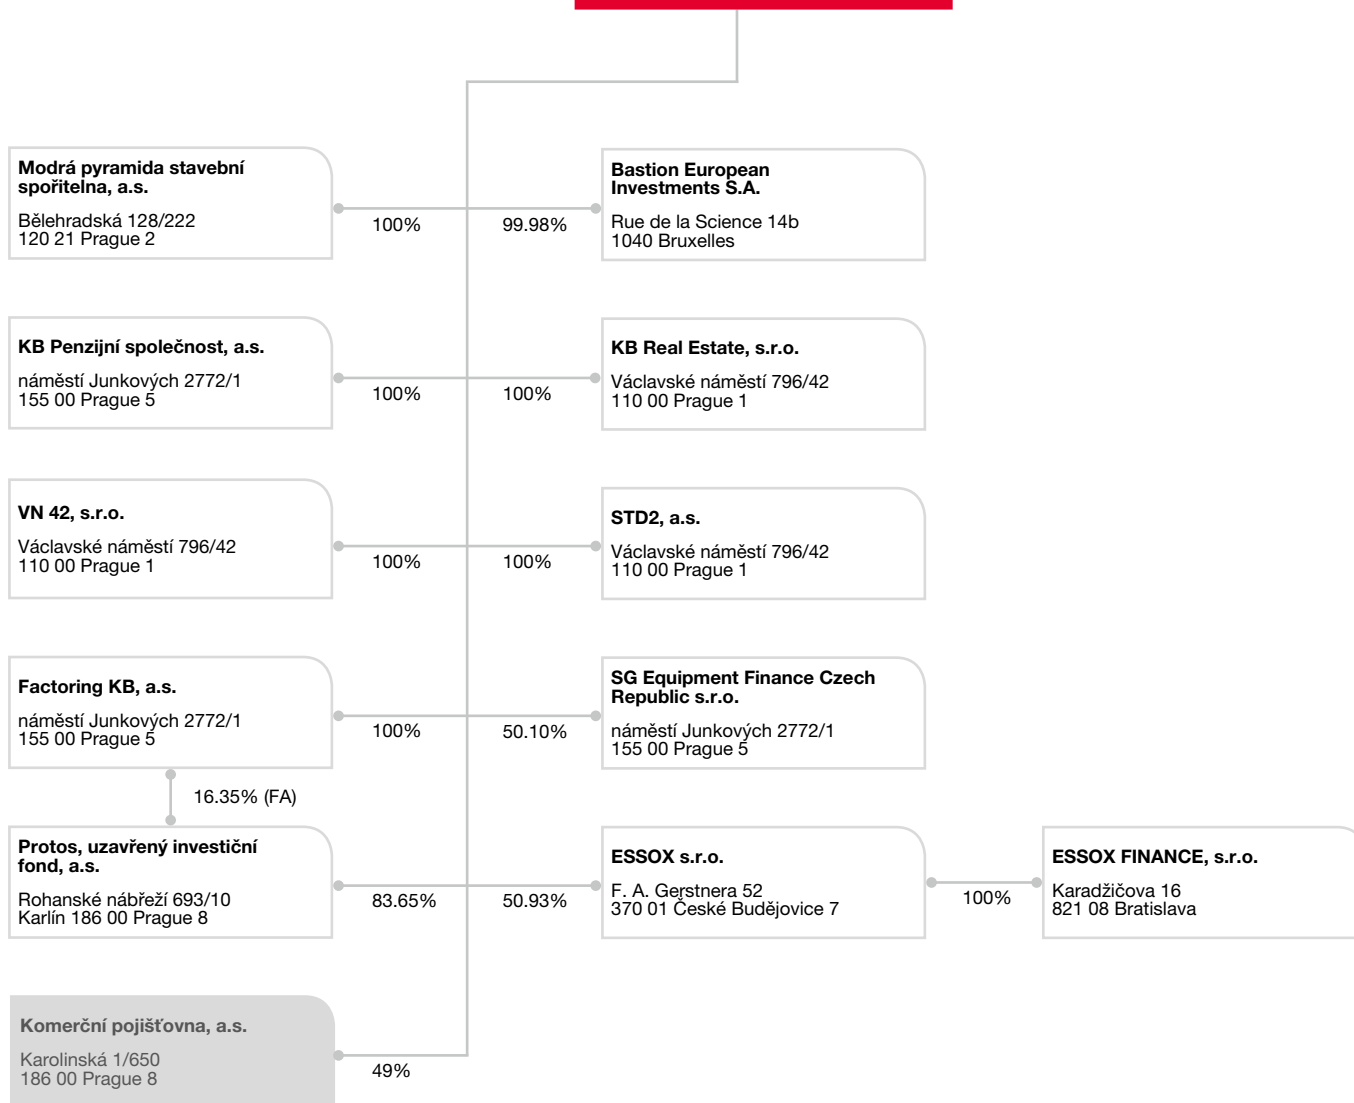 Modrá pyramida stavební
spořitelna, a.s.
Bělehradská 128/222
120 21 Prague 2
100%
99.98%
Bastion European
Investments S.A.
Rue de la Science 14b
1040 Bruxelles
KB Penzijní společnost, a.s.
náměstí Junkových 2772/1
155 00 Prague 5
100%
100%
KB Real Estate, s.r.o.
Václavské náměstí 796/42
110 00 Prague 1
VN 42, s.r.o.
Václavské náměstí 796/42
110 00 Prague 1
100%
100%
STD2, a.s.
Václavské náměstí 796/42
110 00 Prague 1
Factoring KB, a.s.
náměstí Junkových 2772/1
155 00 Prague 5
100%
50.10%
SG Equipment Finance Czech
Republic s.r.o.
náměstí Junkových 2772/1
155 00 Prague 5
16.35% (FA)
Protos, uzavřený investiční
fond, a.s.
Rohanské nábřeží 693/10
Karlín 186 00 Prague 8
83.65%
50.93%
ESSOX s.r.o.
F. A. Gerstnera 52
370 01 České Budějovice 7
100%
ESSOX FINANCE, s.r.o.
Karadžičova 16
821 08 Bratislava
Komerční pojišťovna, a.s.
Karolinská 1/650
186 00 Prague 8
49%